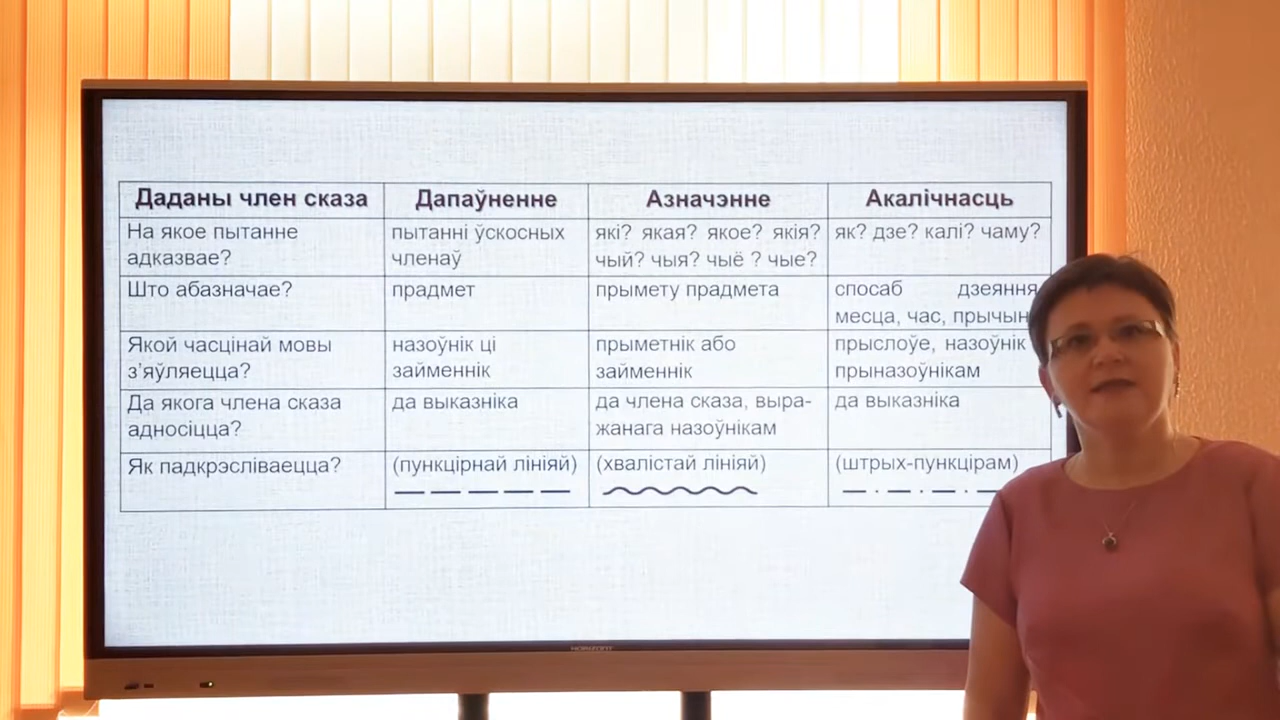 Даданы член сказа Дапаўненне Азначэнне Акалічнасць
На якое пытанне адказвае?
пытанні ўскосных членаў
які? якая? якое? якія?
чый? чыя? чыё ? чые?
як? дзе? калі? чаму?
Што абазначае?
прадмет
прымету прадмета
спосаб дзеяння,
месца, час,
Якой часцінай мовы
з'яўляецца?
назоўнік ці
займеннік
прыметнік або
займеннік
прыслоўе, назоўнік
прыназоўнікам
Да якога члена сказа
адносіцца?
да выказніка
да члена сказа, выра-
жанага назоўнікам
да выказніка
Як падкрэсліваецца?
(пункцірнай лініяй)
(хвалістай лініяй)
(штрых-пункцірам)
HORIZONT